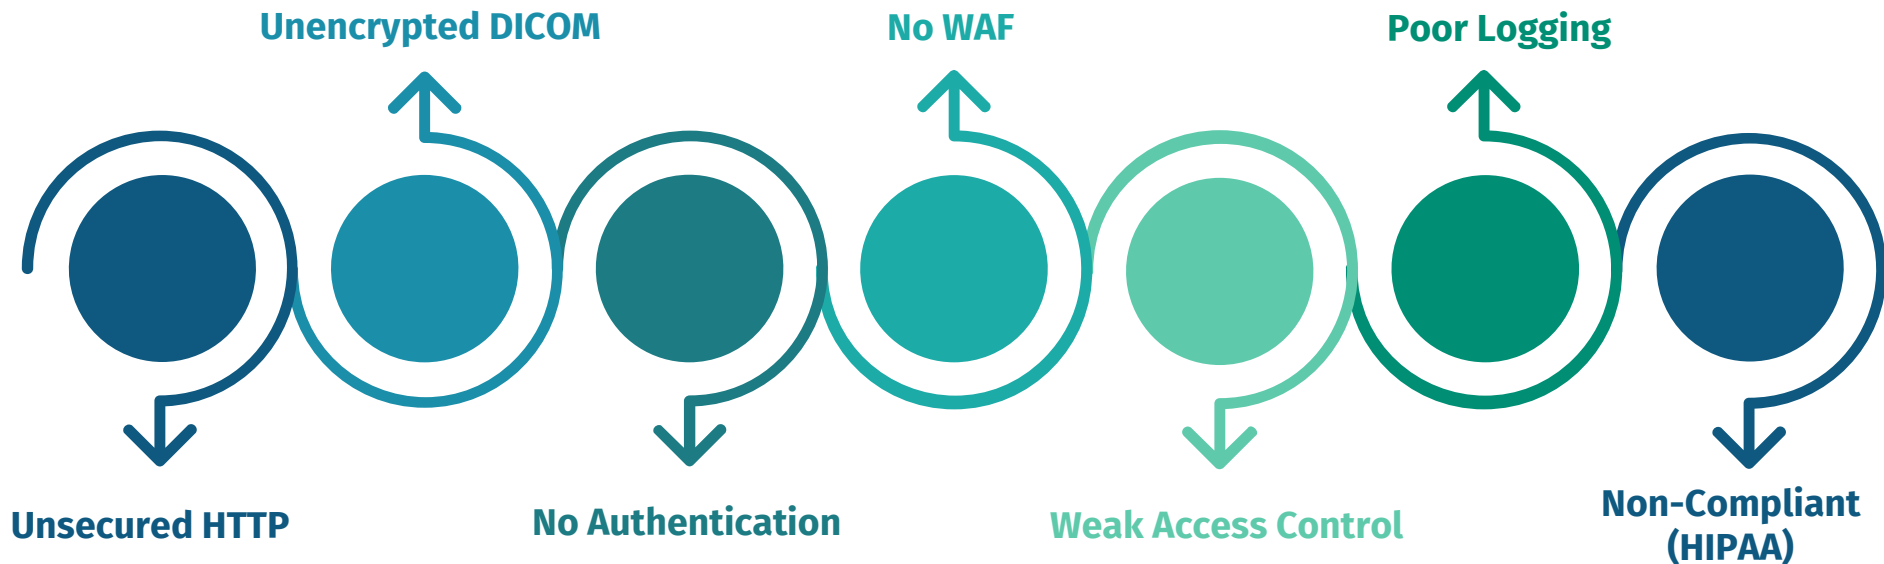 Unencrypted DICOM
No WAF
Poor Logging
Unsecured HTTP
No Authentication
Weak Access Control
Non-Compliant
(HIPAA)